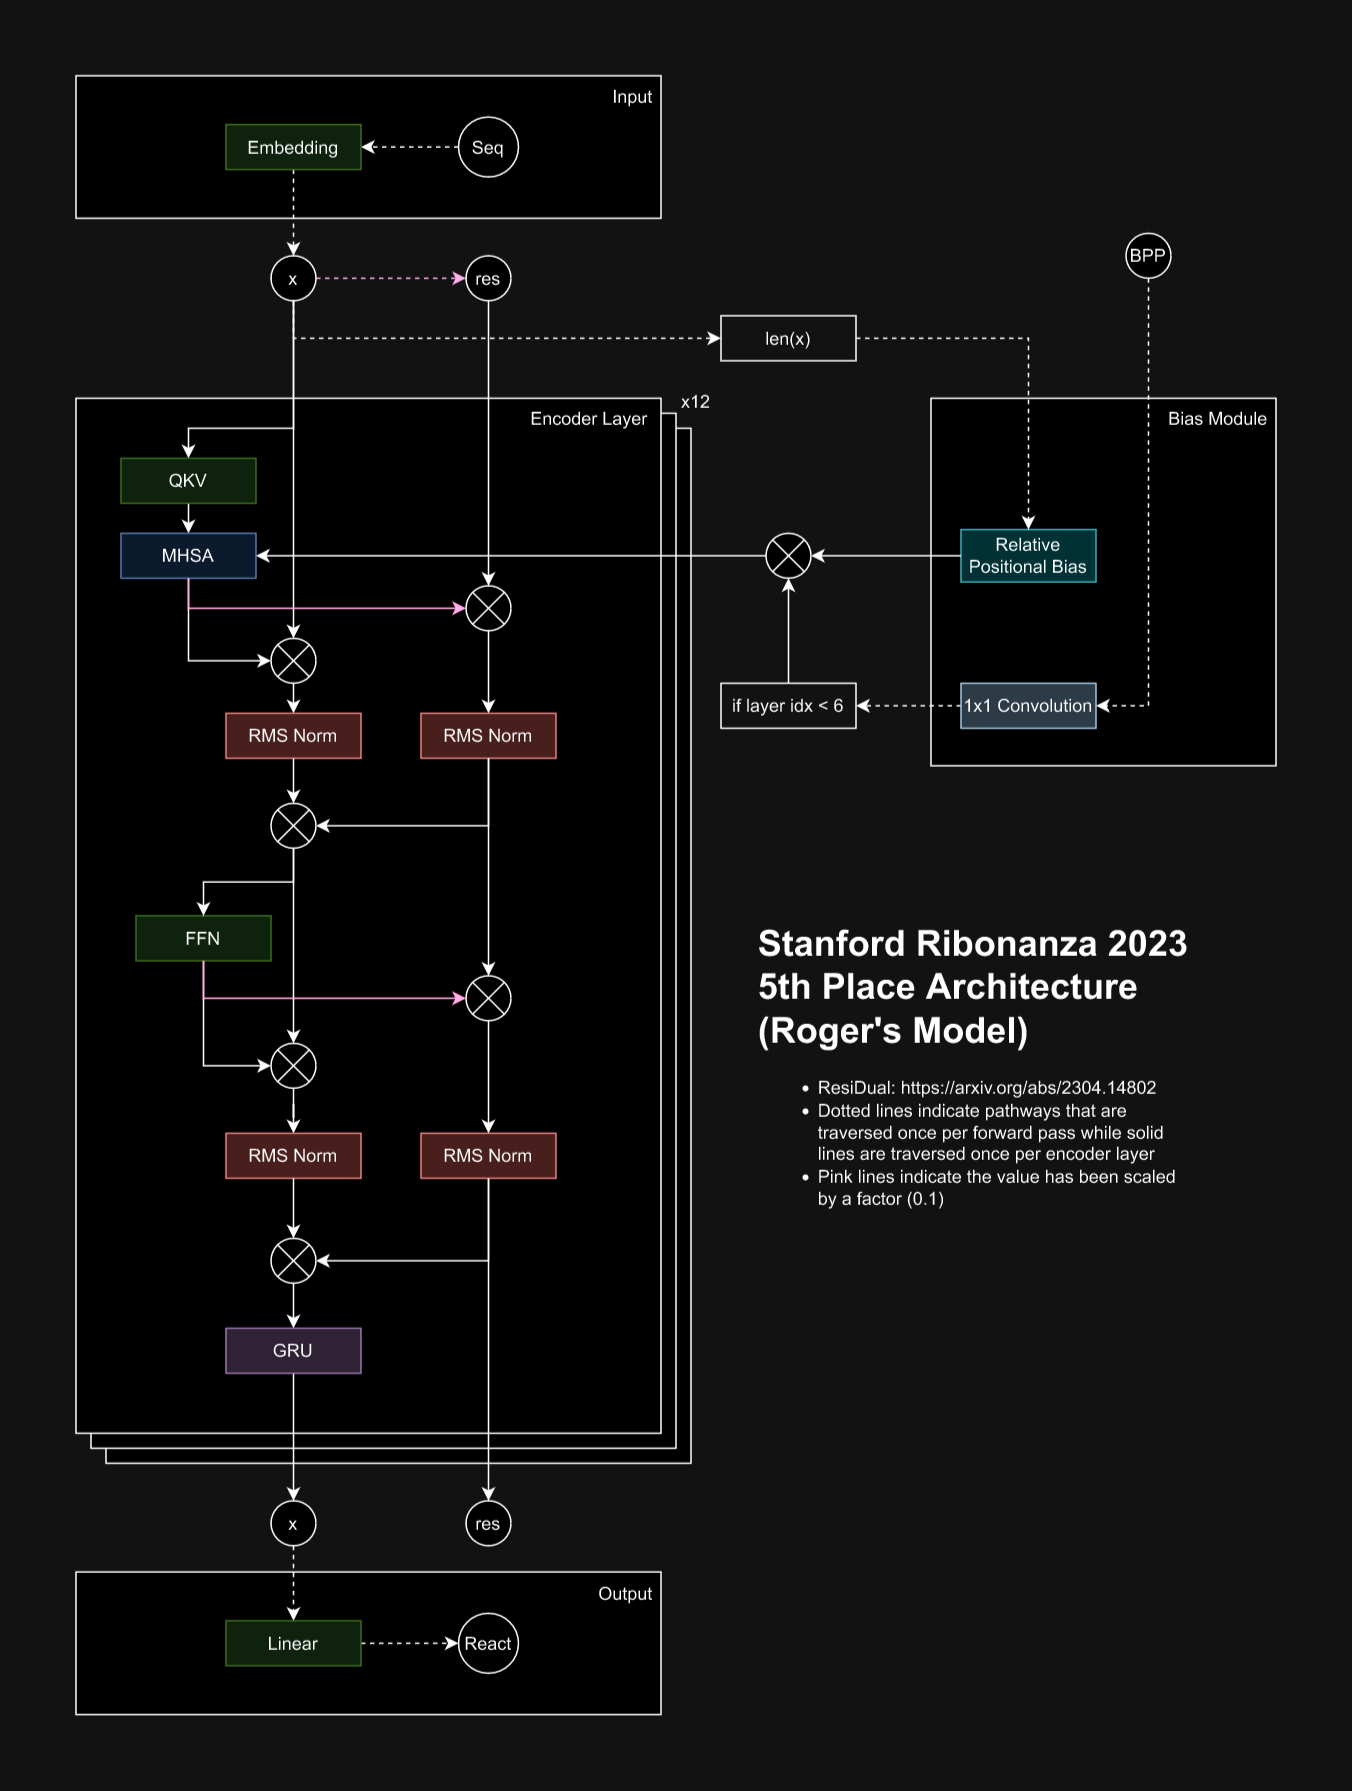 Input
Embedding
Seq
x
res
BPP
len(x)
x12
Encoder Layer
Bias Module
QKV
MHSA
Relative
Positional Bias
RMS Norm
RMS Norm
if layer idx < 6
1x1 Convolution
FFN
Stanford Ribonanza 2023
5th Place Architecture
(Roger's Model)
• ResiDual: https://arxiv.org/abs/2304.14802
• Dotted lines indicate pathways that are
traversed once per forward pass while solid
lines are traversed once per encoder layer
• Pink lines indicate the value has been scaled
by a factor (0.1)
RMS Norm
RMS Norm
GRU
x
res
Output
Linear
React